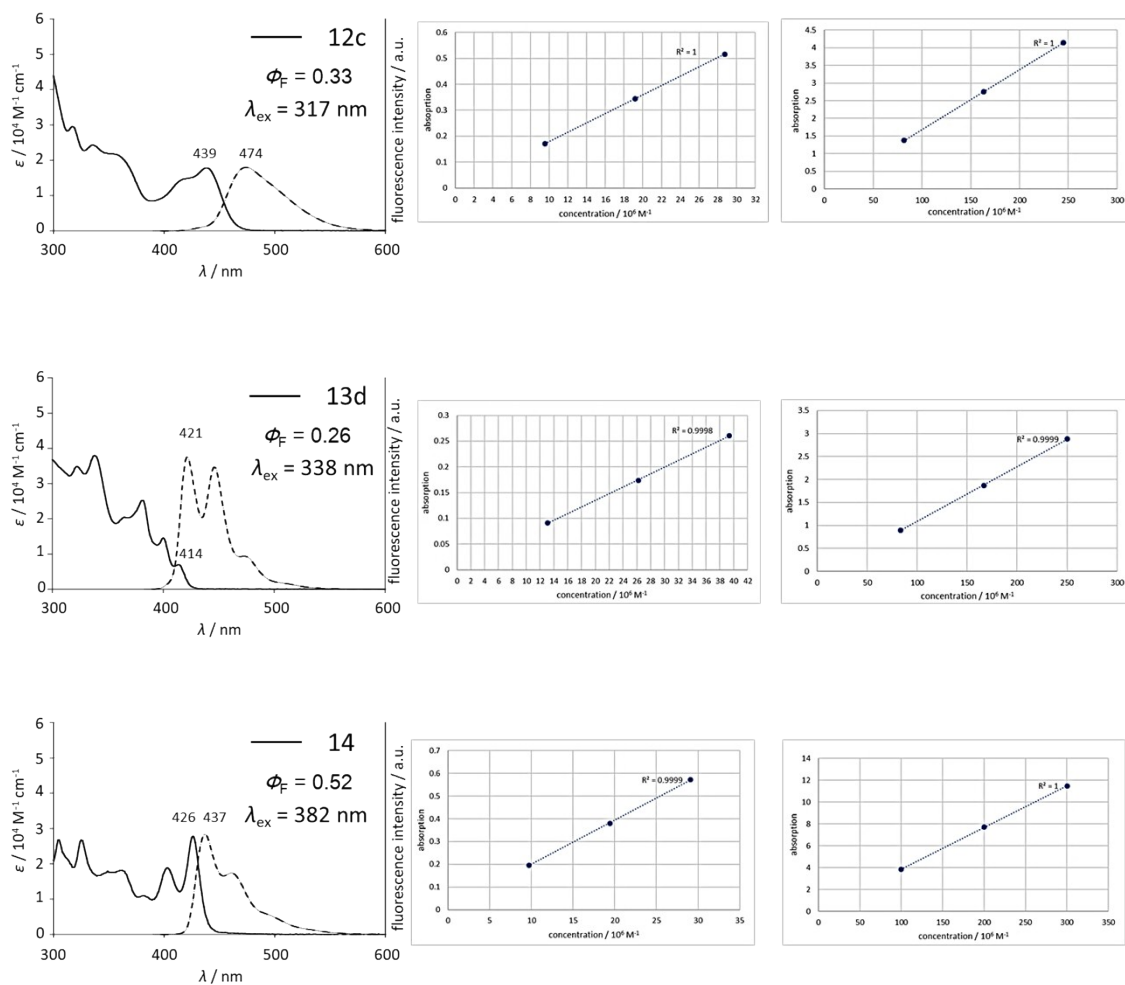 6
5
4
3
2
1
0
ε / 10⁴ M⁻¹ cm⁻¹
12c
Φ_F = 0.33
λ_ex = 317 nm
439
474
300
400
500
600
λ / nm
fluorescence intensity / a.u.
0.6
0.5
0.4
0.3
0.2
0.1
0
absoprtion
R² = 1
0 2 4 6 8 10 12 14 16 18 20 22 24 26 28 30 32
concentration / 10⁶ M⁻¹
4.5
4
3.5
3
2.5
2
1.5
1
0.5
0
absorption
R² = 1
0 50 100 150 200 250 300
concentration / 10⁶ M⁻¹
6
5
4
3
2
1
0
ε / 10⁴ M⁻¹ cm⁻¹
13d
Φ_F = 0.26
λ_ex = 338 nm
421
414
300
400
500
600
λ / nm
fluorescence intensity / a.u.
0.3
0.25
0.2
0.15
0.1
0.05
0
absorption
R² = 0.9998
0 2 4 6 8 10 12 14 16 18 20 22 24 26 28 30 32 34 36 38 40 42
concentration / 10⁶ M⁻¹
3.5
3
2.5
2
1.5
1
0.5
0
absorption
R² = 0.9999
0 50 100 150 200 250 300
concentration / 10⁶ M⁻¹
6
5
4
3
2
1
0
ε / 10⁴ M⁻¹ cm⁻¹
14
Φ_F = 0.52
λ_ex = 382 nm
426
437
300
400
500
600
λ / nm
fluorescence intensity / a.u.
0.7
0.6
0.5
0.4
0.3
0.2
0.1
0
absorption
R² = 0.9999
0 5 10 15 20 25 30 35
concentration / 10⁶ M⁻¹
14
12
10
8
6
4
2
0
absorption
R² = 1
0 50 100 150 200 250 300 350
concentration / 10⁶ M⁻¹